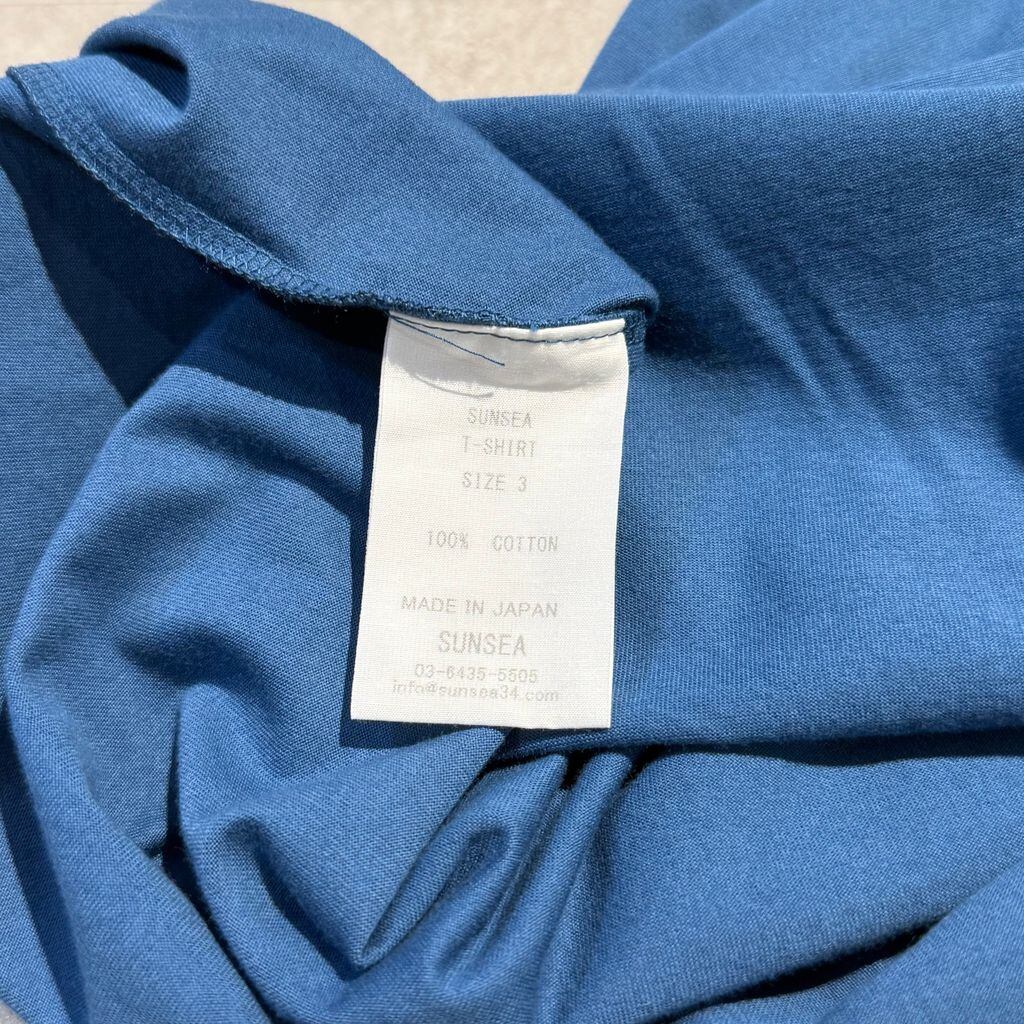 SUNSEA
T-SHIRT
SIZE 3
100% COTTON
MADE IN JAPAN
SUNSEA
03-6435-5505
info@sunsea34.com